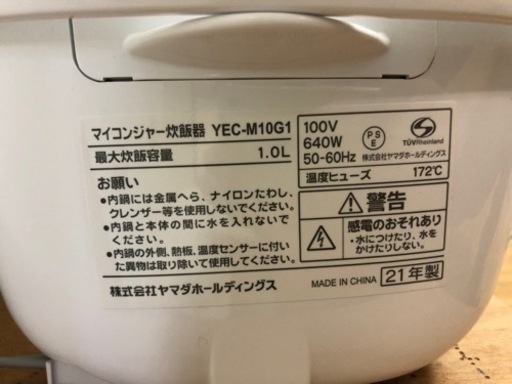 マイコンジャー炊飯器 YEC-M10G1
最大炊飯容量 1.0L
お願い
●内鍋には金属へら、ナイロンたわし、
クレンザー等を使用しないでください。
●内鍋と本体の間に水を入れないで
ください。
●内鍋の外側、熱板、温度センサーに付い
た異物は取り除いて使用してください。
株式会社ヤマダホールディングス
100V
640W
50-60Hz
PSE
TÜVRheinland
株式会社ヤマダホールディングス
温度ヒューズ 172℃
警告
感電のおそれあり
・水につけたり、水を
かけたりしない。
MADE IN CHINA 21年製